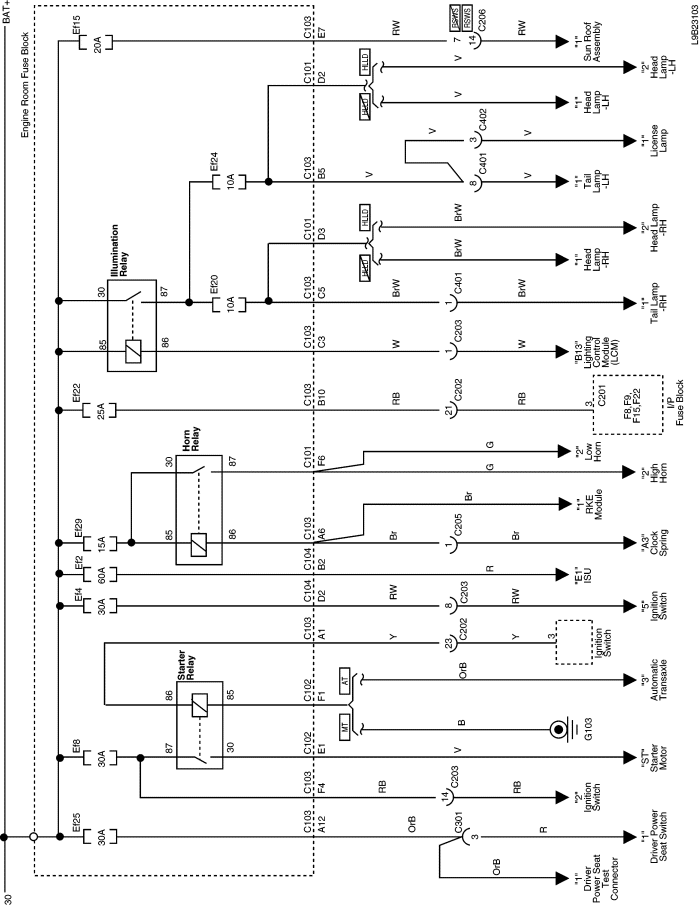 30
BAT+
Engine Room Fuse Block
Ef25
30A
Ef8
30A
Ef4
30A
Ef2
60A
Ef29
15A
Ef22
25A
Ef15
20A
Starter
Relay
87
86
30
85
Horn
Relay
85
30
86
87
Illumination
Relay
85
30
86
87
Ef20
10A
Ef24
10A
C103
A12
C103
F4
C102
E1
C102
F1
C103
A1
C104
D2
C104
B2
C103
A6
C101
F6
C103
B10
C103
C3
C103
C5
C101
D3
C103
B5
C101
D2
C103
E7
MT
AT
HLLD
HLLD
HLLD
HLLD
RSWS
RSWS
OrB
RB
Y
RW
Br
RB
W
BrW
V
RW
C301
3
14
C203
23
C202
8
C203
1
C205
21
C202
1
C203
1
C401
8
C401
3
C402
7
14
C206
OrB
R
RB
V
B
OrB
Y
RW
R
Br
Br
G
G
RB
W
BrW
BrW
BrW
V
V
V
V
V
RW
G103
3
3
C201
F8,F9,
F15,F22
I/P
Fuse Block
"1"
Driver
Power Seat
Test
Connector
"1"
Driver Power
Seat Switch
"2"
Ignition
Switch
"ST"
Starter
Motor
"3"
Automatic
Transaxle
Ignition
Switch
"5"
Ignition
Switch
"E1"
ISU
"A3"
Clock
Spring
"1"
RKE
Module
"2"
High
Horn
"2"
Low
Horn
"B13"
Lighting
Control
Module
(LCM)
"1"
Tail Lamp
-RH
"1"
Head
Lamp
-RH
"2"
Head Lamp
-RH
"1"
Tail
Lamp
-LH
"1"
License
Lamp
"1"
Head
Lamp
-LH
"2"
Head
Lamp
-LH
"1"
Sun Roof
Assembly
L9B23103